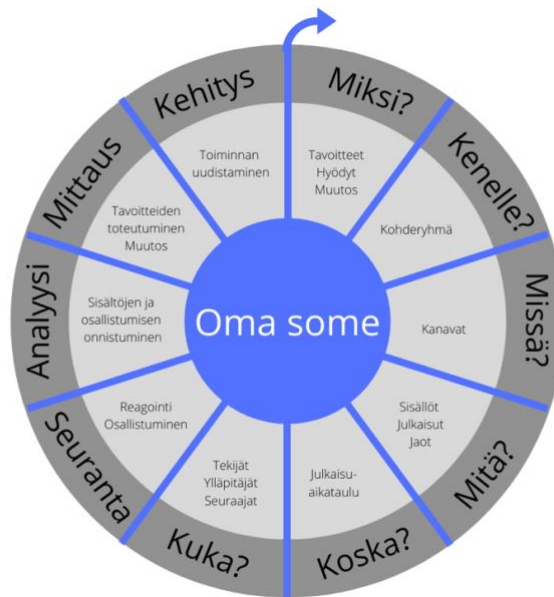 Oma some
Miksi?
Tavoitteet
Hyödyt
Muutos
Kenelle?
Kohderyhmä
Missä?
Kanavat
Mitä?
Sisällöt
Julkaisut
Jaot
Koska?
Julkaisu-
aikataulu
Kuka?
Tekijät
Ylläpitäjät
Seuraajat
Seuranta
Reagointi
Osallistuminen
Analyysi
Sisältöjen ja
osallistumisen
onnistuminen
Mittaus
Tavoitteiden
toteutuminen
Muutos
Kehitys
Toiminnan
uudistaminen